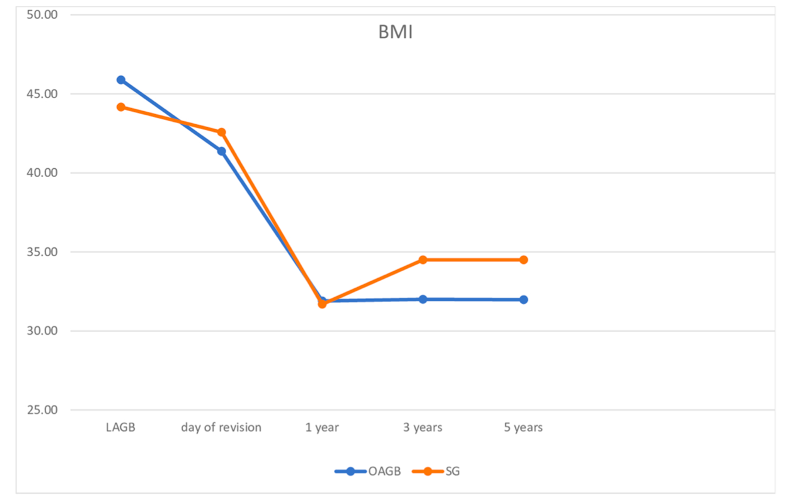 BMI
50.00
45.00
40.00
35.00
30.00
25.00
LAGB day of revision 1 year 3 years 5 years
OAGB SG